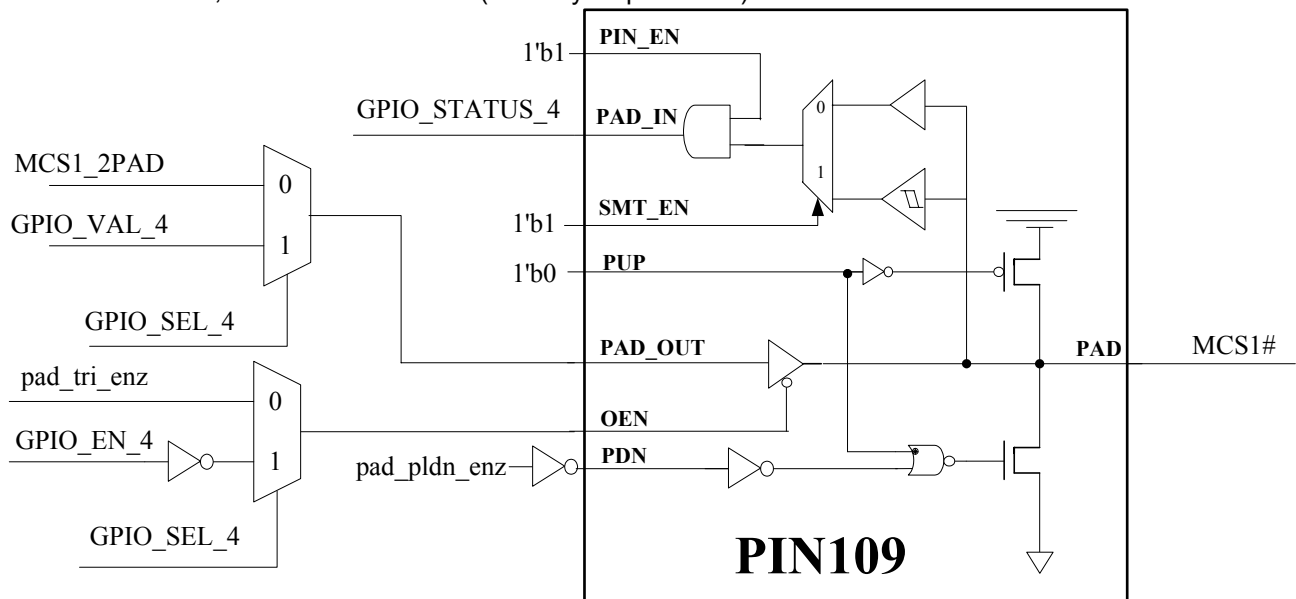 1'b1
PIN_EN
GPIO_STATUS_4
PAD_IN
0
1
MCS1_2PAD
0
GPIO_VAL_4
1
1'b1
SMT_EN
1'b0
PUP
GPIO_SEL_4
PAD_OUT
PAD
MCS1#
pad_tri_enz
0
OEN
GPIO_EN_4
1
pad_pldn_enz
PDN
GPIO_SEL_4
PIN109